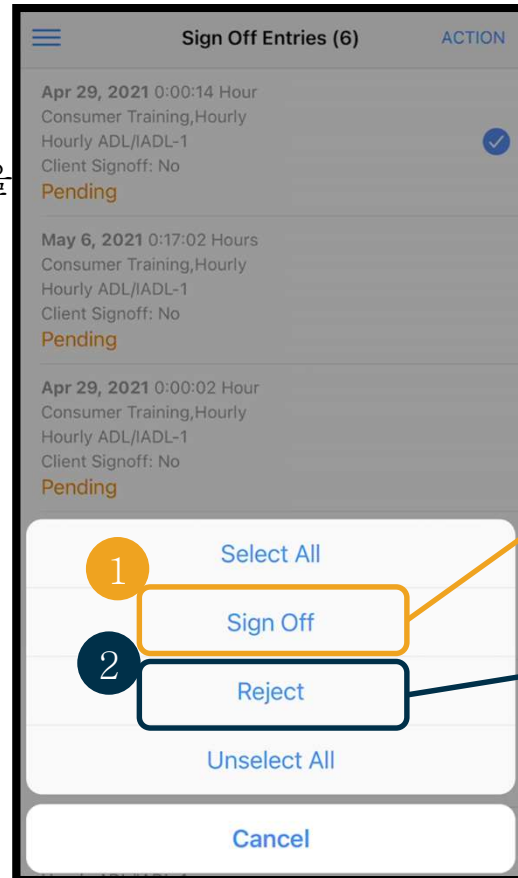 Sign Off Entries (6)
ACTION
Apr 29, 2021 0:00:14 Hour
Consumer Training,Hourly
Hourly ADL/IADL-1
Client Signoff: No
Pending
May 6, 2021 0:17:02 Hours
Consumer Training,Hourly
Hourly ADL/IADL-1
Client Signoff: No
Pending
Apr 29, 2021 0:00:02 Hour
Consumer Training,Hourly
Hourly ADL/IADL-1
Client Signoff: No
Pending
Select All
1
Sign Off
2
Reject
Unselect All
Cancel